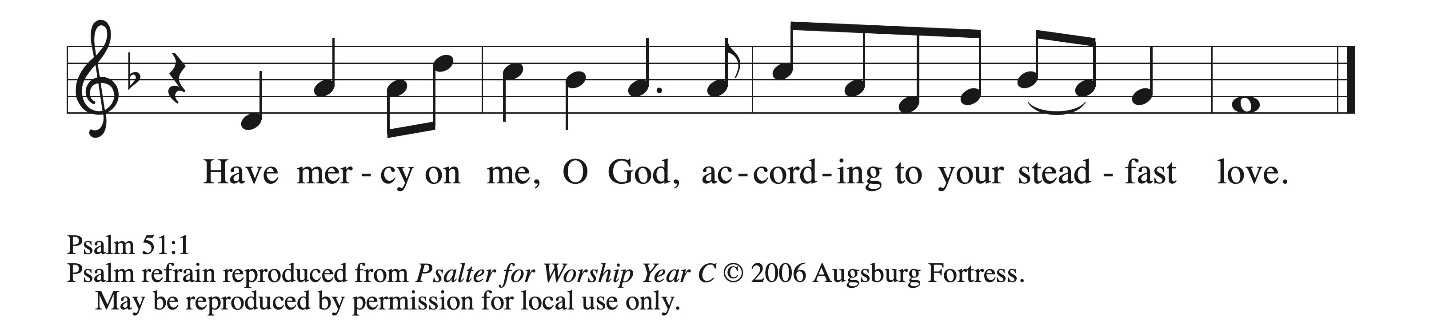 Have mer - cy on me, O God, ac - cord - ing to your stead - fast love.
Psalm 51:1
Psalm refrain reproduced from Psalter for Worship Year C © 2006 Augsburg Fortress.
May be reproduced by permission for local use only.